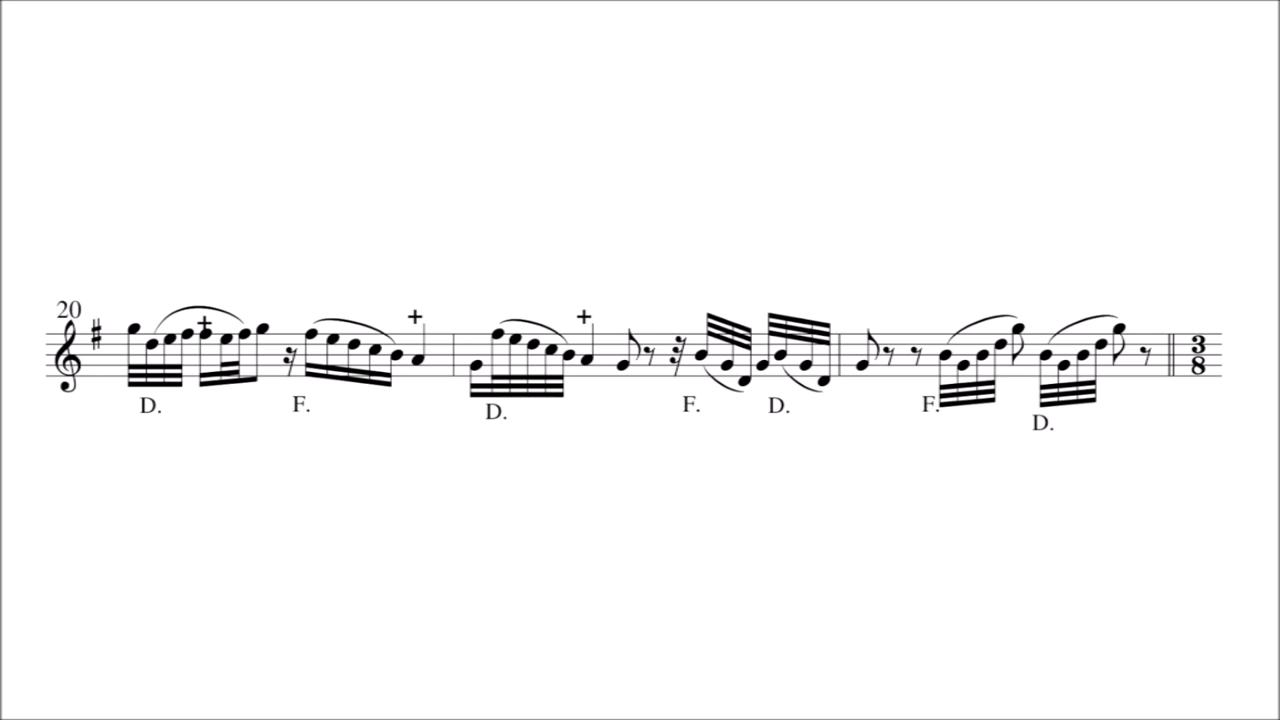 20
+ + +
3
8
D. F. D. F. D. F. D.